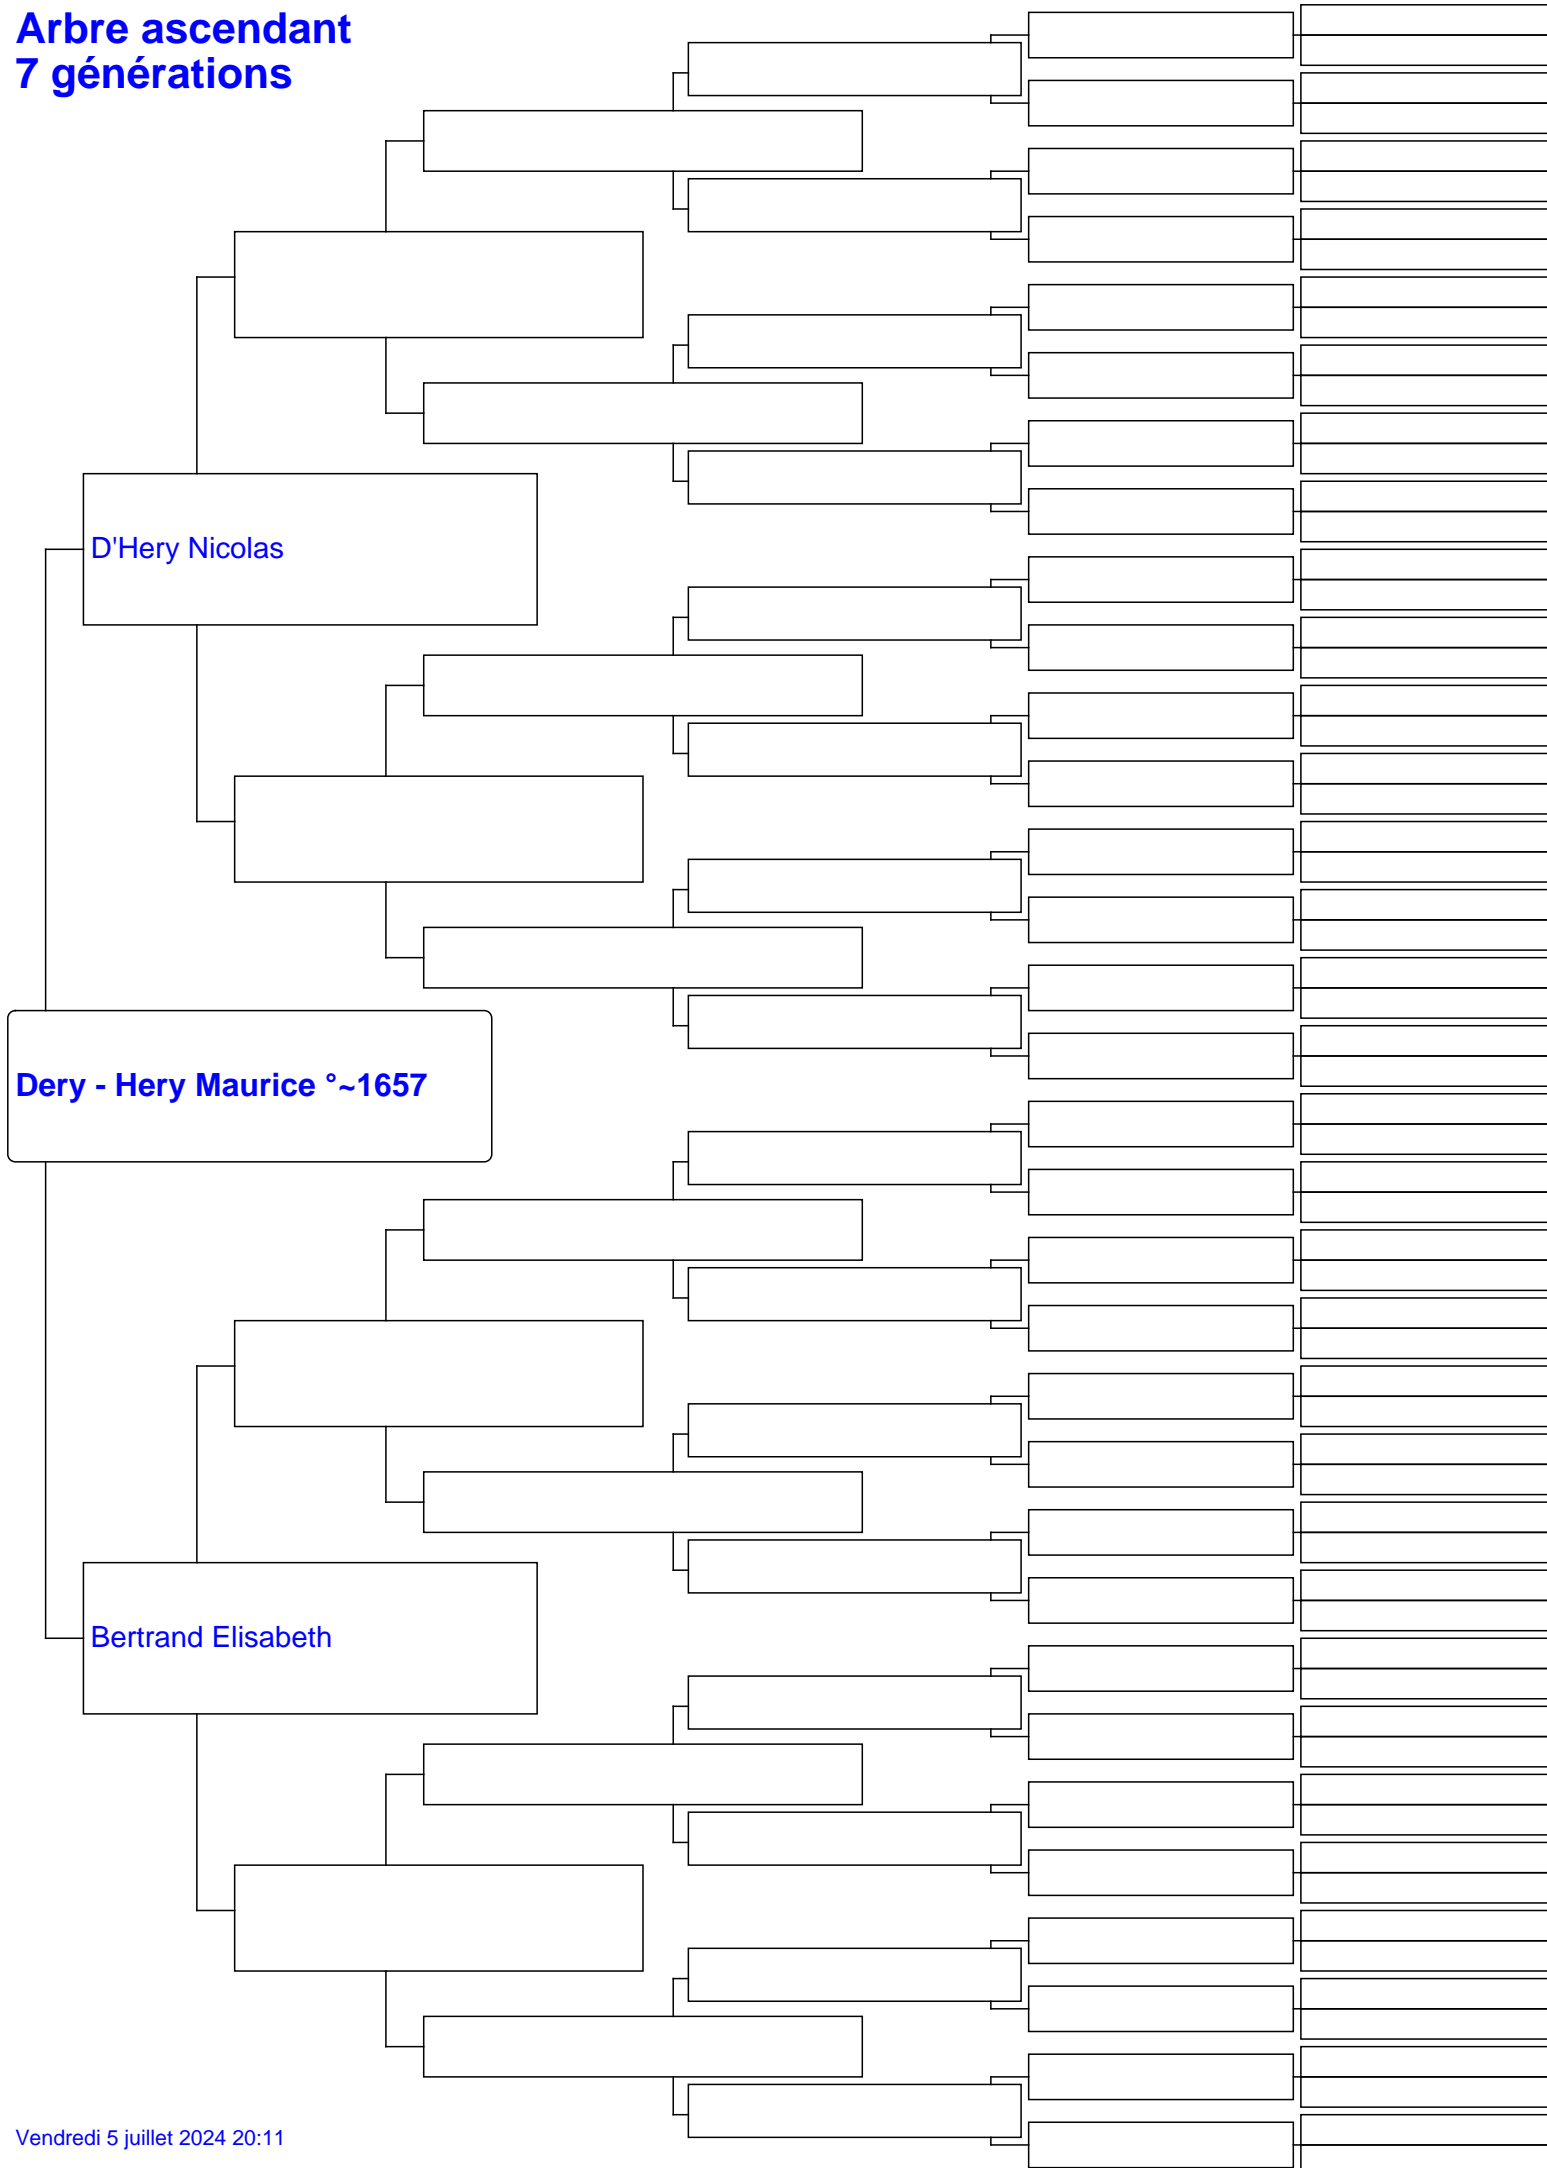 Arbre ascendant
7 générations
D'Hery Nicolas
Dery - Hery Maurice °~1657
Bertrand Elisabeth
Vendredi 5 juillet 2024 20:11